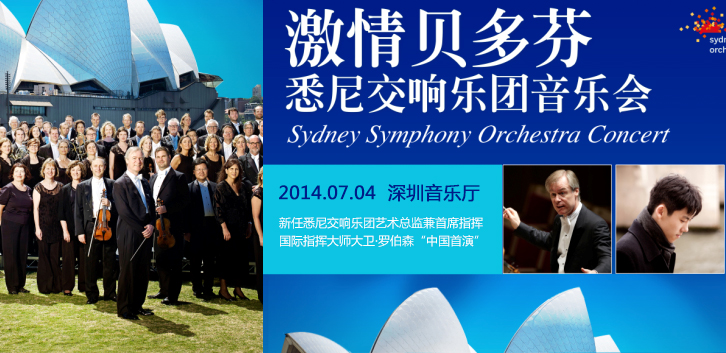 激情贝多芬
悉尼交响乐团音乐会
Sydney Symphony Orchestra Concert
2014.07.04 深圳音乐厅
新任悉尼交响乐团艺术总监兼首席指挥
国际指挥大师大卫·罗伯森“中国首演”